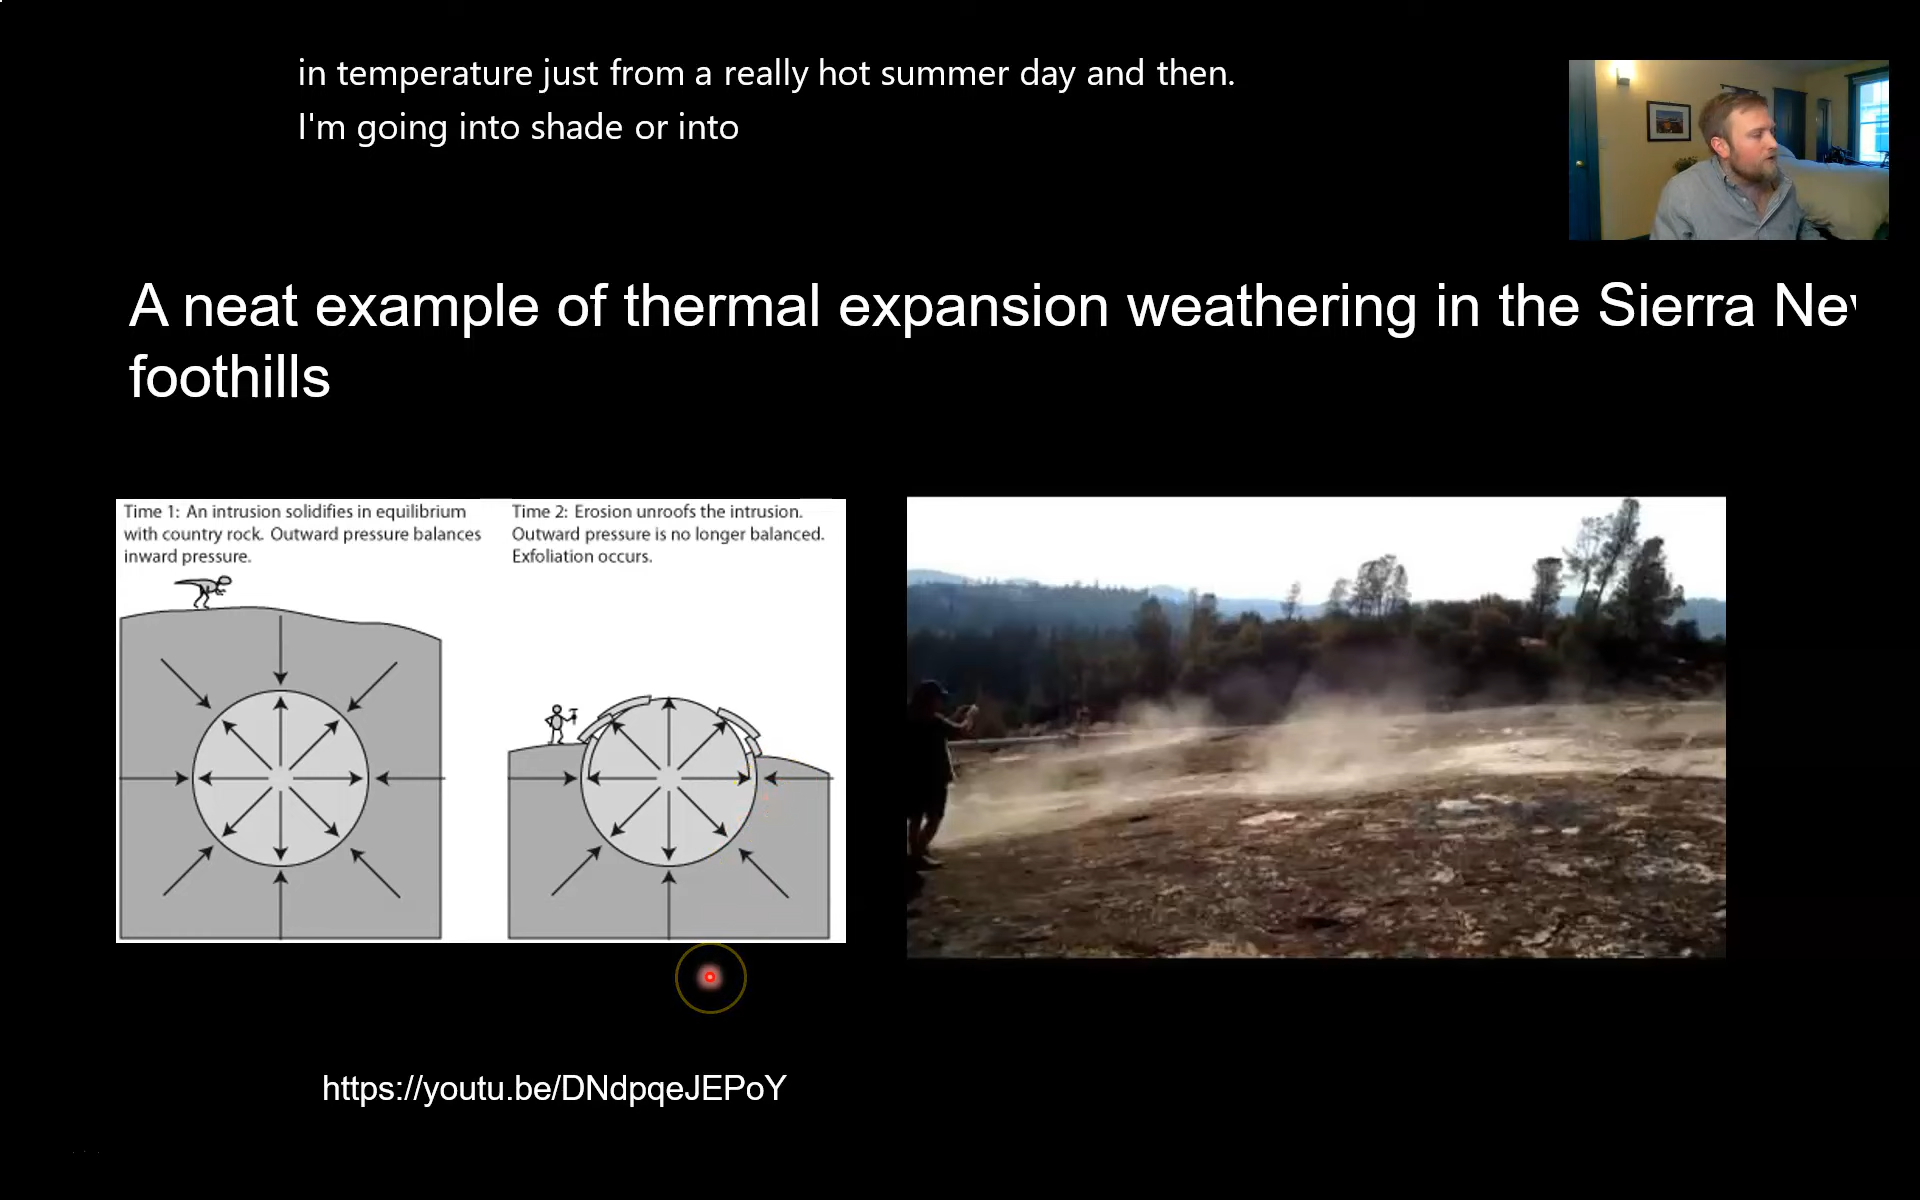 in temperature just from a really hot summer day and then.
I'm going into shade or into
A neat example of thermal expansion weathering in the Sierra Nev
foothills
Time 1: An intrusion solidifies in equilibrium
with country rock. Outward pressure balances
inward pressure.
Time 2: Erosion unroofs the intrusion.
Outward pressure is no longer balanced.
Exfoliation occurs.
https://youtu.be/DNdpqeJEPoY